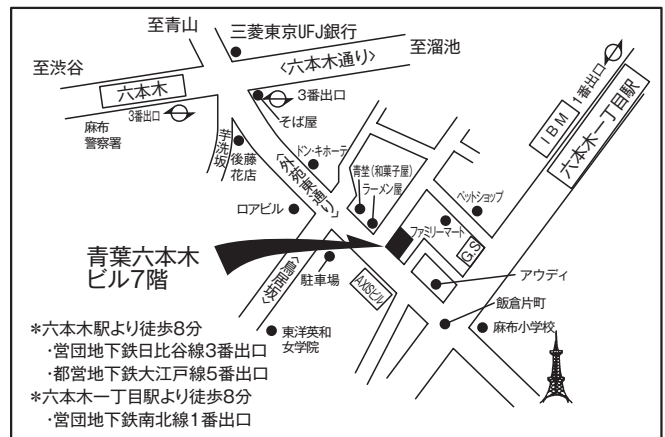 至青山
三菱東京UFJ銀行
〈六本木通り〉
至溜池
至渋谷
六本木
3番出口
3番出口
そば屋
麻布
警察署
芋洗坂
後藤
花店
ドン・キホーテ
〈外苑東通り〉
青埜（和菓子屋）
ラーメン屋
ペットショップ
ファミリーマート
G.S
IBM
1番出口
六本木一丁目駅
ロアビル
青葉六本木
ビル7階
〈鳥居坂〉
駐車場
AXISビル
アウディ
飯倉片町
麻布小学校
東洋英和
女学院
＊六本木駅より徒歩8分
・営団地下鉄日比谷線3番出口
・都営地下鉄大江戸線5番出口
＊六本木一丁目駅より徒歩8分
・営団地下鉄南北線1番出口